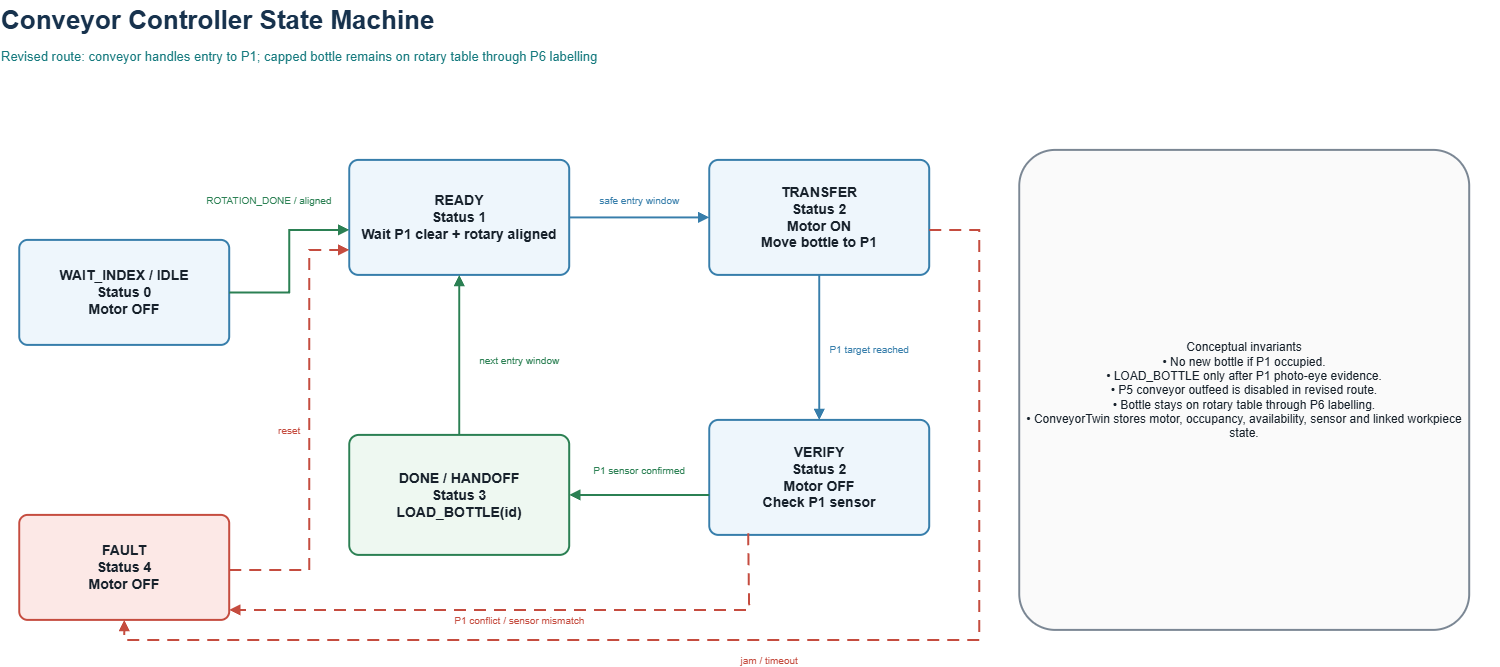 Conveyor Controller State Machine
Revised route: conveyor handles entry to P1; capped bottle remains on rotary table through P6 labelling
ROTATION_DONE / aligned
READY
Status 1
Wait P1 clear + rotary aligned
safe entry window
TRANSFER
Status 2
Motor ON
Move bottle to P1
WAIT_INDEX / IDLE
Status 0
Motor OFF
next entry window
P1 target reached
reset
DONE / HANDOFF
Status 3
LOAD_BOTTLE(id)
P1 sensor confirmed
VERIFY
Status 2
Motor OFF
Check P1 sensor
FAULT
Status 4
Motor OFF
P1 conflict / sensor mismatch
jam / timeout
Conceptual invariants
• No new bottle if P1 occupied.
• LOAD_BOTTLE only after P1 photo-eye evidence.
• P5 conveyor outfeed is disabled in revised route.
• Bottle stays on rotary table through P6 labelling.
• ConveyorTwin stores motor, occupancy, availability, sensor and linked workpiece
state.